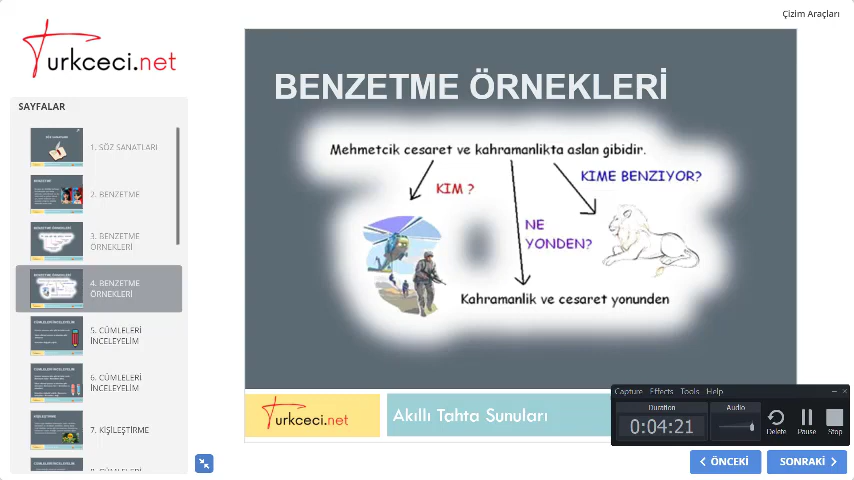 Çizim Araçları
Turkceci.net
SAYFALAR
1. SÖZ SANATLARI
2. BENZETME
3. BENZETME
ÖRNEKLERİ
4. BENZETME
ÖRNEKLERİ
5. CÜMLELERİ
İNCELEYELİM
6. CÜMLELERİ
İNCELEYELİM
7. KİŞİLEŞTİRME
BENZETME ÖRNEKLERİ
Mehmetcik cesaret ve kahramanlikta aslan gibidir.
KIM ?
KIME BENZIYOR?
NE
YONDEN?
Kahramanlik ve cesaret yonunden
Turkceci.net
Akıllı Tahta Sunuları
Capture Effects Tools Help
Duration
0:04:21
Audio
Delete
Pause
Stop
ÖNCEKİ
SONRAKİ